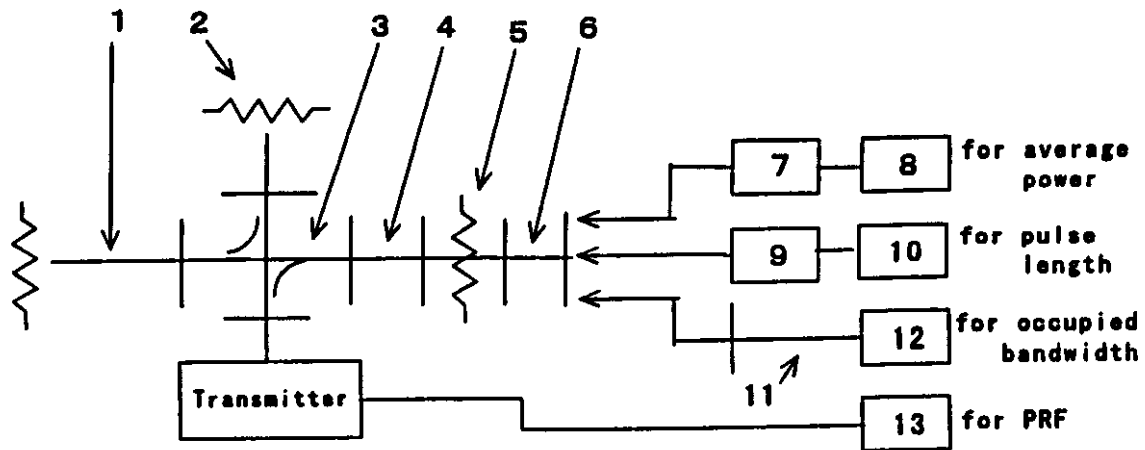 1
2
3
4
5
6
7
8
for average
power
9
10
for pulse
length
11
12
for occupied
bandwidth
Transmitter
13
for PRF